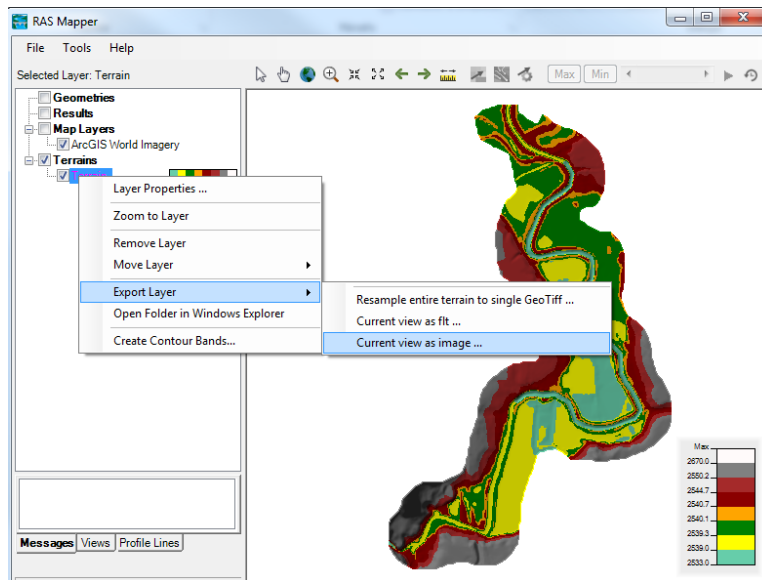 RAS Mapper
File Tools Help
Selected Layer: Terrain
Max Min
Geometries
Results
Map Layers
ArcGIS World Imagery
Terrains
Terrain
Layer Properties ...
Zoom to Layer
Remove Layer
Move Layer
Export Layer
Open Folder in Windows Explorer
Create Contour Bands...
Resample entire terrain to single GeoTiff ...
Current view as flt ...
Current view as image ...
Max
2670.0
2550.2
2544.7
2540.7
2540.1
2539.3
2539.0
2533.0
Messages Views Profile Lines